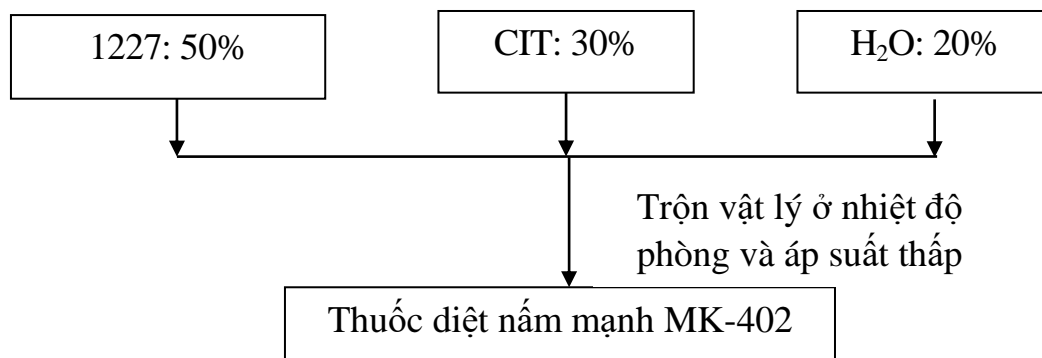 1227: 50%
CIT: 30%
H₂O: 20%
Trộn vật lý ở nhiệt độ
phòng và áp suất thấp
Thuốc diệt nấm mạnh MK-402